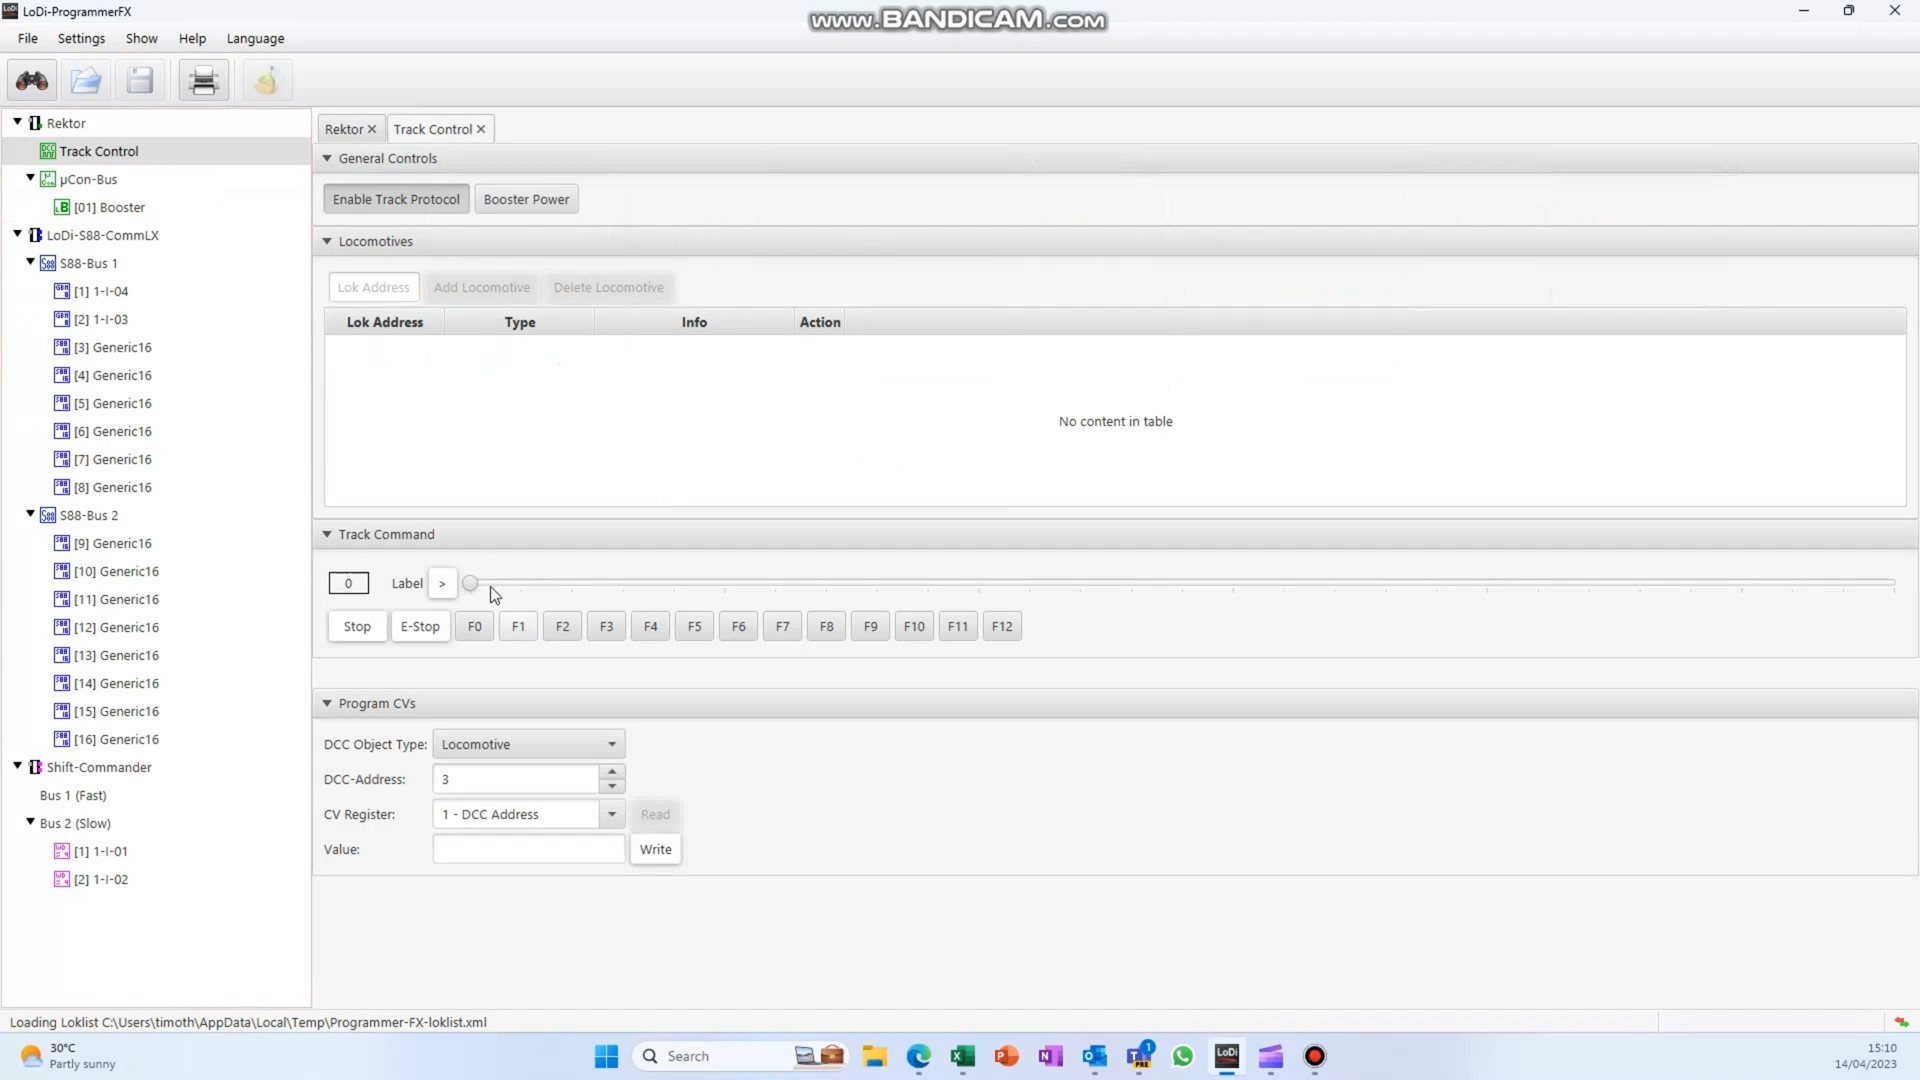 LoDi-ProgrammerFX
www.BANDICAM.com
File Settings Show Help Language
Rektor
Track Control
µCon-Bus
[01] Booster
LoDi-S88-CommLX
S88-Bus 1
[1] 1-I-04
[2] 1-I-03
[3] Generic16
[4] Generic16
[5] Generic16
[6] Generic16
[7] Generic16
[8] Generic16
S88-Bus 2
[9] Generic16
[10] Generic16
[11] Generic16
[12] Generic16
[13] Generic16
[14] Generic16
[15] Generic16
[16] Generic16
Shift-Commander
Bus 1 (Fast)
Bus 2 (Slow)
[1] 1-I-01
[2] 1-I-02
Rektor Track Control
General Controls
Enable Track Protocol Booster Power
Locomotives
Lok Address Add Locomotive Delete Locomotive
Lok Address Type Info Action
No content in table
Track Command
0 Label >
Stop E-Stop F0 F1 F2 F3 F4 F5 F6 F7 F8 F9 F10 F11 F12
Program CVs
DCC Object Type: Locomotive
DCC-Address: 3
CV Register: 1 - DCC Address Read
Value: Write
Loading Loklist C:\Users\timoth\AppData\Local\Temp\Programmer-FX-loklist.xml
30°C
Partly sunny
Search
1
PRE
LoDi
15:10
14/04/2023